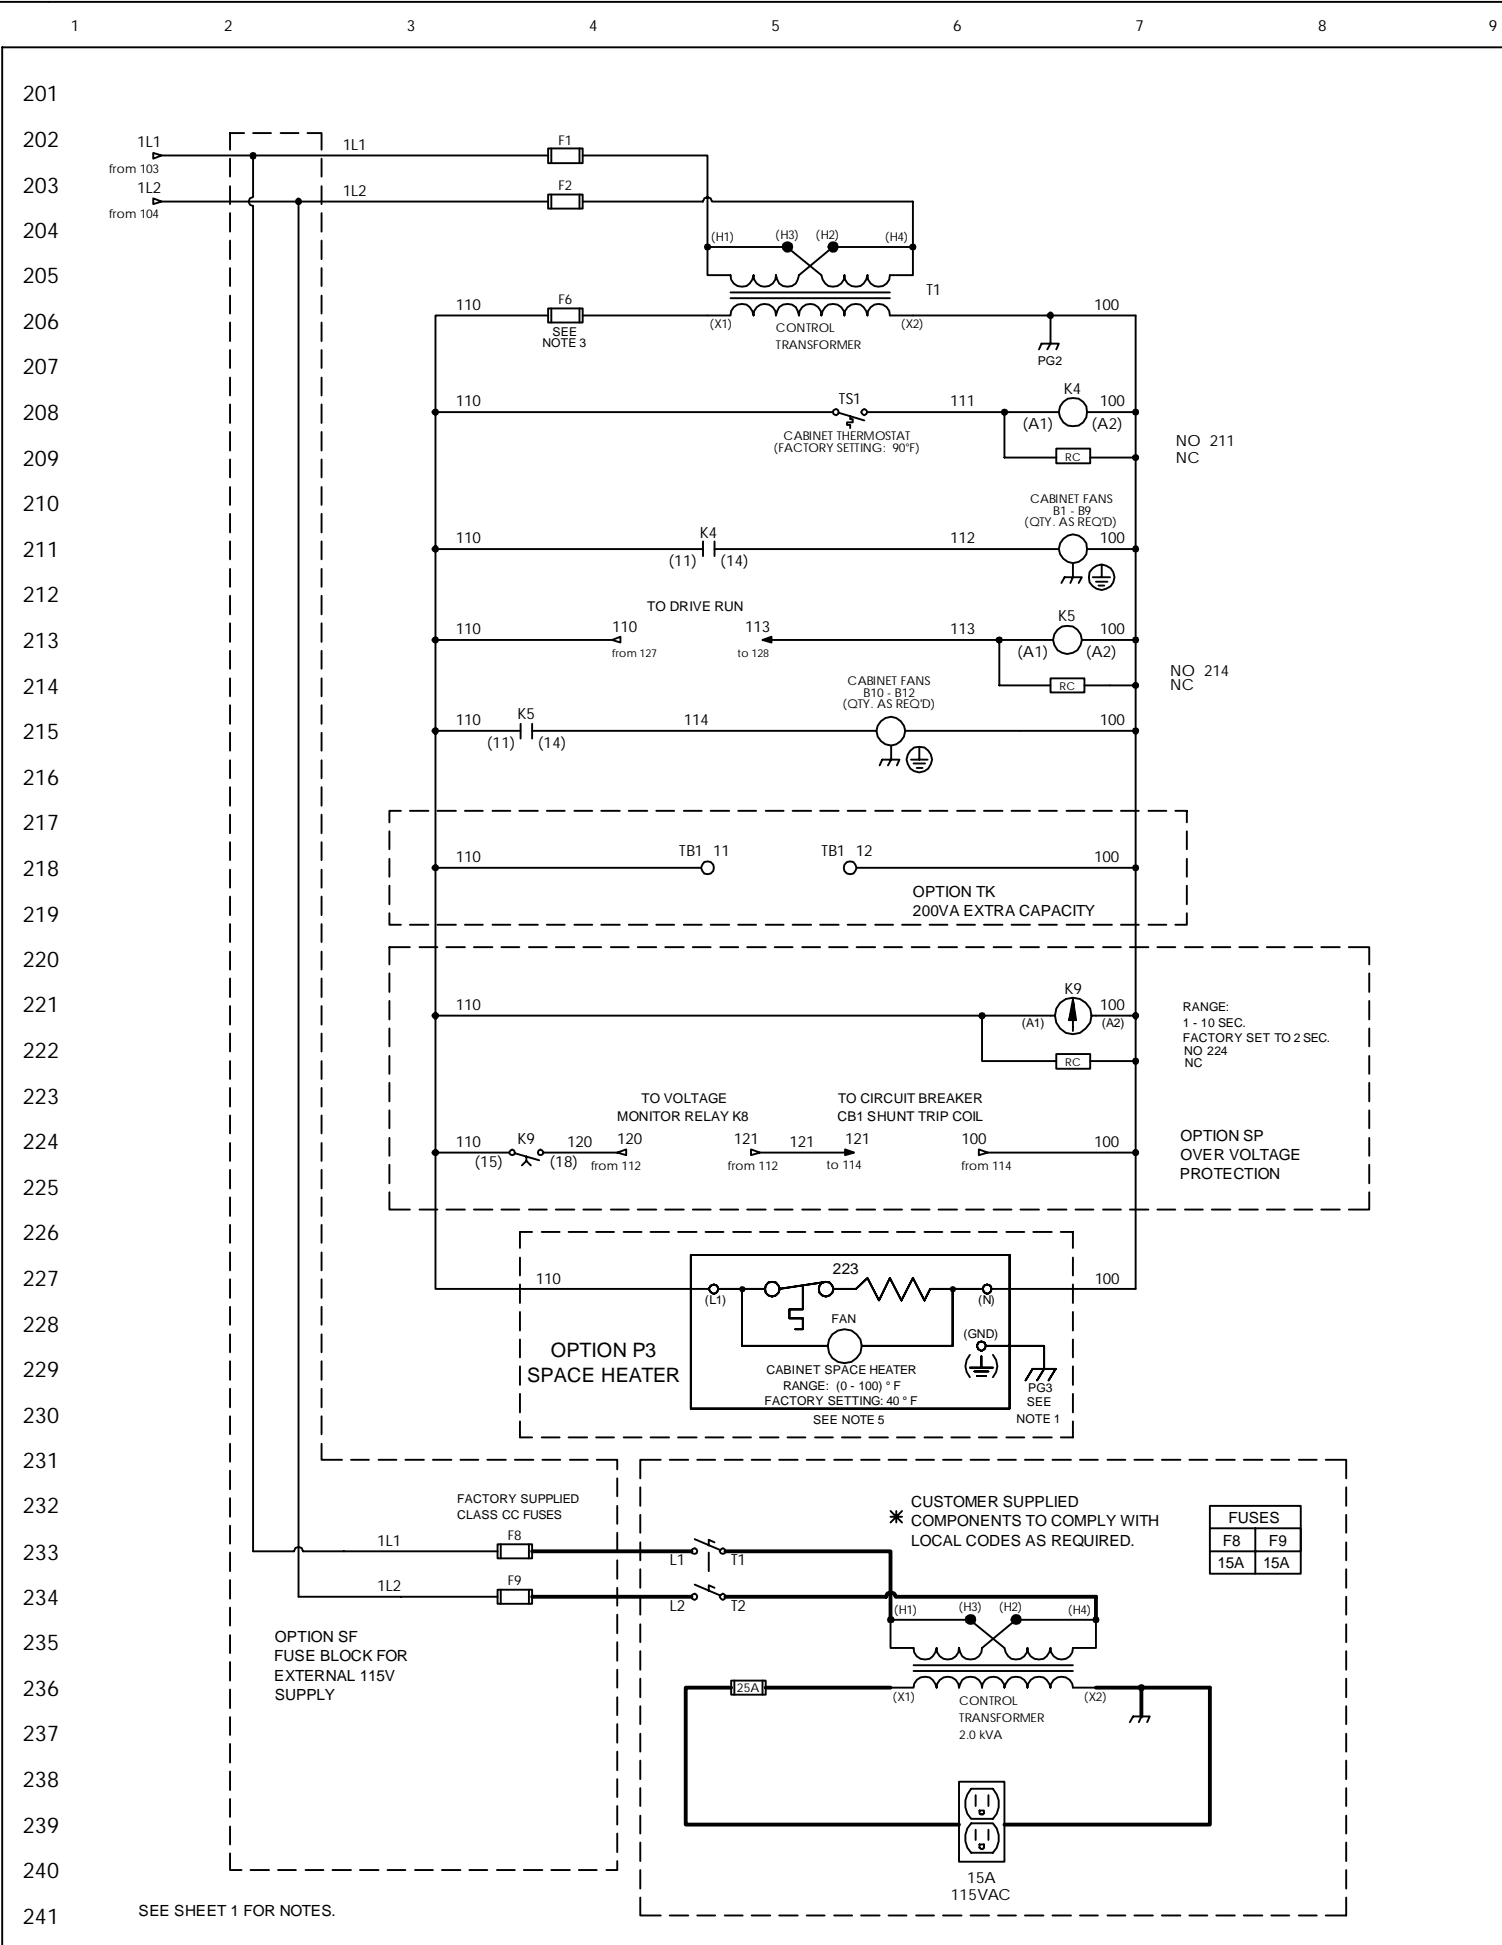 1 2 3 4 5 6 7 8 9
201
202 1L1 1L1 F1
from 103
203 1L2 1L2 F2
from 104
204 (H1) (H3) (H2) (H4)
205 T1
206 110 F6 (X1) (X2) 100
SEE
NOTE 3
CONTROL
TRANSFORMER
PG2
207
208 110 TS1 111 K4 100
(A1) (A2)
CABINET THERMOSTAT
(FACTORY SETTING: 90°F)
209 RC
NO 211
NC
210 CABINET FANS
B1 - B9
(QTY. AS REQ'D)
211 110 K4 112 100
(11) (14)
212
TO DRIVE RUN
213 110 110 113 113 K5 100
from 127 to 128 (A1) (A2)
214 RC
NO 214
NC
CABINET FANS
B10 - B12
(QTY. AS REQ'D)
215 110 K5 114 100
(11) (14)
216
217
218 110 TB1 11 TB1 12 100
219 OPTION TK
200VA EXTRA CAPACITY
220
221 110 K9 100
(A1) (A2)
RANGE:
1 - 10 SEC.
FACTORY SET TO 2 SEC.
NO 224
NC
222 RC
223 TO VOLTAGE
MONITOR RELAY K8
TO CIRCUIT BREAKER
CB1 SHUNT TRIP COIL
224 110 K9 120 120 121 121 121 100 100
(15) (18) from 112 from 112 to 114 from 114
OPTION SP
OVER VOLTAGE
PROTECTION
225
226
227 110 223 100
(L1) (N)
228 FAN (GND)
OPTION P3
SPACE HEATER
229 CABINET SPACE HEATER
RANGE: (0 - 100) ° F
FACTORY SETTING: 40 ° F
PG3
SEE
NOTE 1
230 SEE NOTE 5
231
232 FACTORY SUPPLIED
CLASS CC FUSES
CUSTOMER SUPPLIED
COMPONENTS TO COMPLY WITH
LOCAL CODES AS REQUIRED.
FUSES
F8 F9
15A 15A
233 1L1 F8 L1 T1
234 1L2 F9 L2 T2
(H1) (H3) (H2) (H4)
235 OPTION SF
FUSE BLOCK FOR
EXTERNAL 115V
SUPPLY
236 25A (X1) (X2)
CONTROL
TRANSFORMER
2.0 kVA
237
238
239
240 15A
115VAC
241 SEE SHEET 1 FOR NOTES.